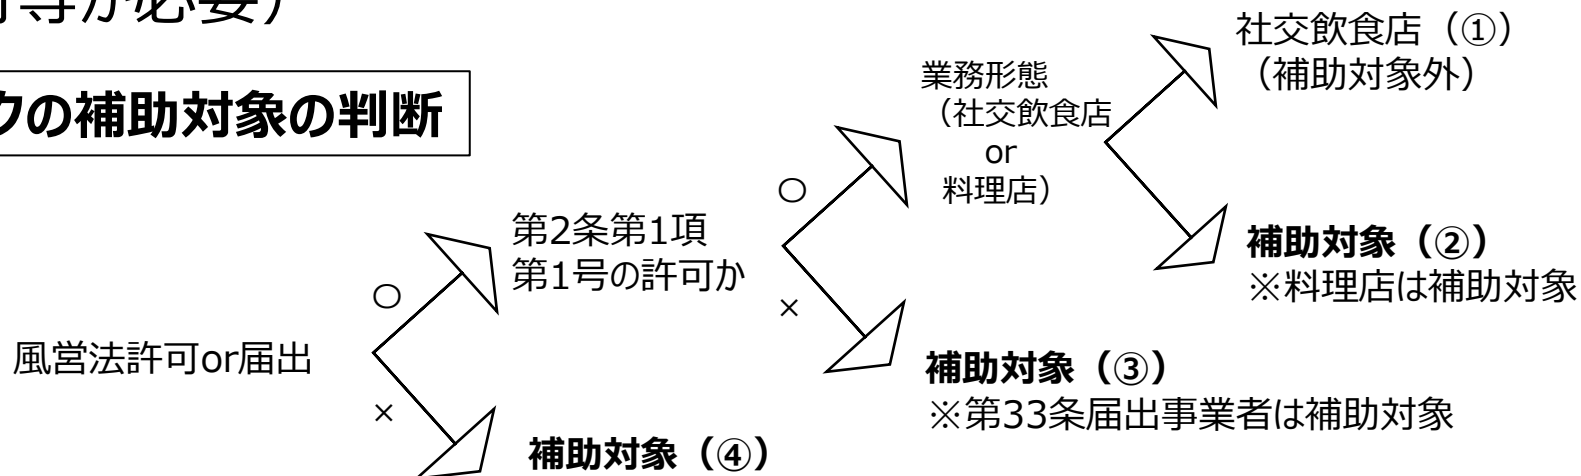 等が必要）
クの補助対象の判断
社交飲食店（①）
（補助対象外）
業務形態
（社交飲食店
or
料理店）
〇
第2条第1項
第1号の許可か
補助対象（②）
※料理店は補助対象
〇
×
風営法許可or届出
補助対象（③）
※第33条届出事業者は補助対象
×
補助対象（④）